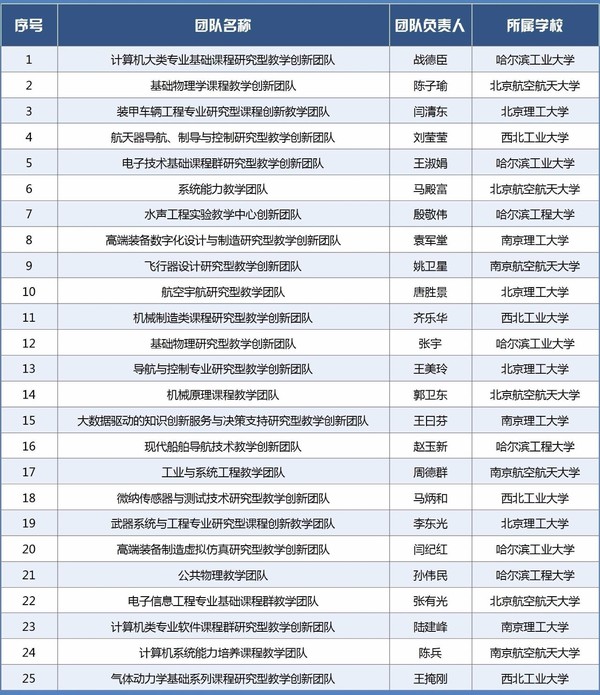 序号 团队名称 团队负责人 所属学校
1 计算机大类专业基础课程研究型教学创新团队 战德臣 哈尔滨工业大学
2 基础物理学课程教学创新团队 陈子瑜 北京航空航天大学
3 装甲车辆工程专业研究型课程创新教学团队 闫清东 北京理工大学
4 航天器导航、制导与控制研究型教学创新团队 刘莹莹 西北工业大学
5 电子技术基础课程群研究型教学创新团队 王淑娟 哈尔滨工业大学
6 系统能力教学团队 马殿富 北京航空航天大学
7 水声工程实验教学中心创新团队 殷敬伟 哈尔滨工程大学
8 高端装备数字化设计与制造研究型教学创新团队 袁军堂 南京理工大学
9 飞行器设计研究型教学创新团队 姚卫星 南京航空航天大学
10 航空宇航研究型教学团队 唐胜景 北京理工大学
11 机械制造类课程研究型教学创新团队 齐乐华 西北工业大学
12 基础物理研究型教学创新团队 张宇 哈尔滨工业大学
13 导航与控制专业研究型教学创新团队 王美玲 北京理工大学
14 机械原理课程教学团队 郭卫东 北京航空航天大学
15 大数据驱动的知识创新服务与决策支持研究型教学创新团队 王日芬 南京理工大学
16 现代船舶导航技术教学创新团队 赵玉新 哈尔滨工程大学
17 工业与系统工程教学团队 周德群 南京航空航天大学
18 微纳传感器与测试技术研究型教学创新团队 马炳和 西北工业大学
19 武器系统与工程专业研究型课程创新教学团队 李东光 北京理工大学
20 高端装备制造虚拟仿真研究型教学创新团队 闫纪红 哈尔滨工业大学
21 公共物理教学团队 孙伟民 哈尔滨工程大学
22 电子信息工程专业基础课程群教学团队 张有光 北京航空航天大学
23 计算机类专业软件课程群研究型教学创新团队 陆建峰 南京理工大学
24 计算机系统能力培养课程教学团队 陈兵 南京航空航天大学
25 气体动力学基础系列课程研究型教学创新团队 王掩刚 西北工业大学